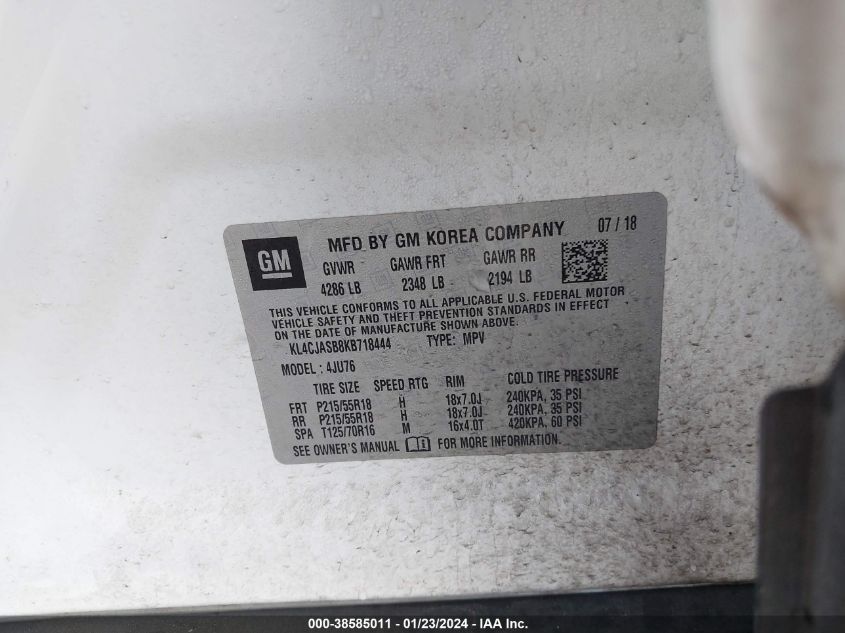 GM
MFD BY GM KOREA COMPANY 07 / 18
GVWR GAWR FRT GAWR RR
4286 LB 2348 LB 2194 LB
THIS VEHICLE CONFORMS TO ALL APPLICABLE U.S. FEDERAL MOTOR
VEHICLE SAFETY AND THEFT PREVENTION STANDARDS IN EFFECT
ON THE DATE OF MANUFACTURE SHOWN ABOVE.
KL4CJASB8KB718444 TYPE: MPV
MODEL : 4JU76
TIRE SIZE SPEED RTG RIM COLD TIRE PRESSURE
FRT P215/55R18 H 18x7.0J 240KPA, 35 PSI
RR P215/55R18 H 18x7.0J 240KPA, 35 PSI
SPA T125/70R16 M 16x4.0T 420KPA, 60 PSI
SEE OWNER'S MANUAL FOR MORE INFORMATION.
000-38585011 - 01/23/2024 - IAA Inc.